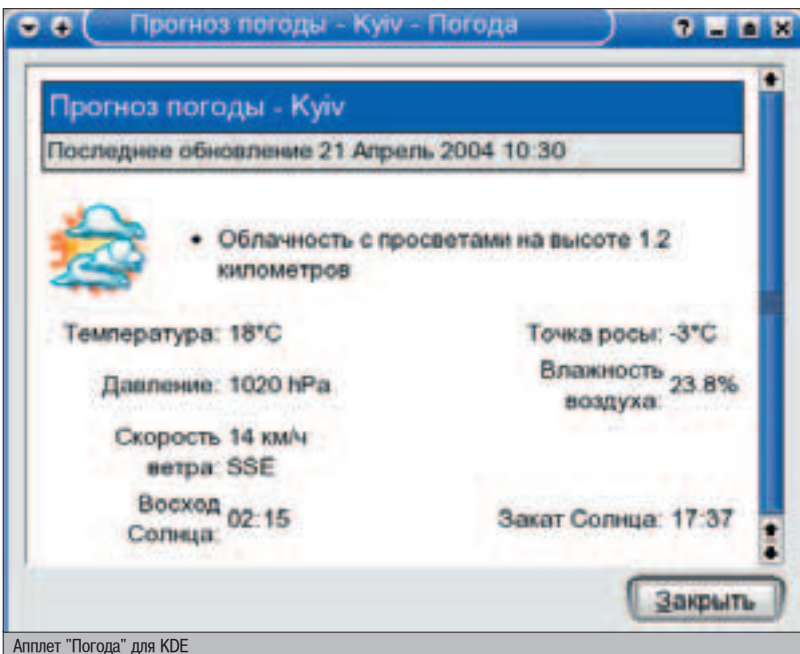 Прогноз погоды - Kyiv - Погода
Прогноз погоды - Kyiv
Последнее обновление 21 Апрель 2004 10:30
• Облачность с просветами на высоте 1.2
километров
Температура: 18°C
Точка росы: -3°C
Давление: 1020 hPa
Влажность
воздуха: 23.8%
Скорость 14 км/ч
ветра: SSE
Восход
Солнца: 02:15
Закат Солнца: 17:37
Закрыть
Апплет "Погода" для KDE